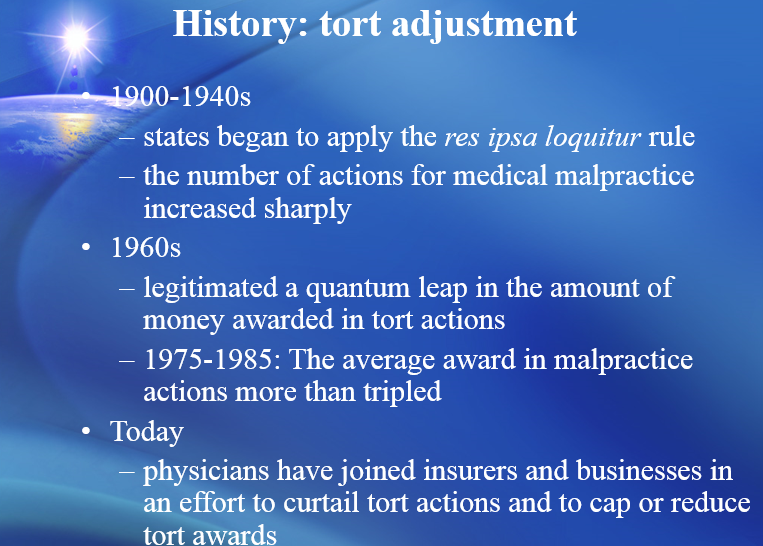 History: tort adjustment
• 1900-1940s
– states began to apply the res ipsa loquitur rule
– the number of actions for medical malpractice
increased sharply
• 1960s
– legitimated a quantum leap in the amount of
money awarded in tort actions
– 1975-1985: The average award in malpractice
actions more than tripled
• Today
– physicians have joined insurers and businesses in
an effort to curtail tort actions and to cap or reduce
tort awards